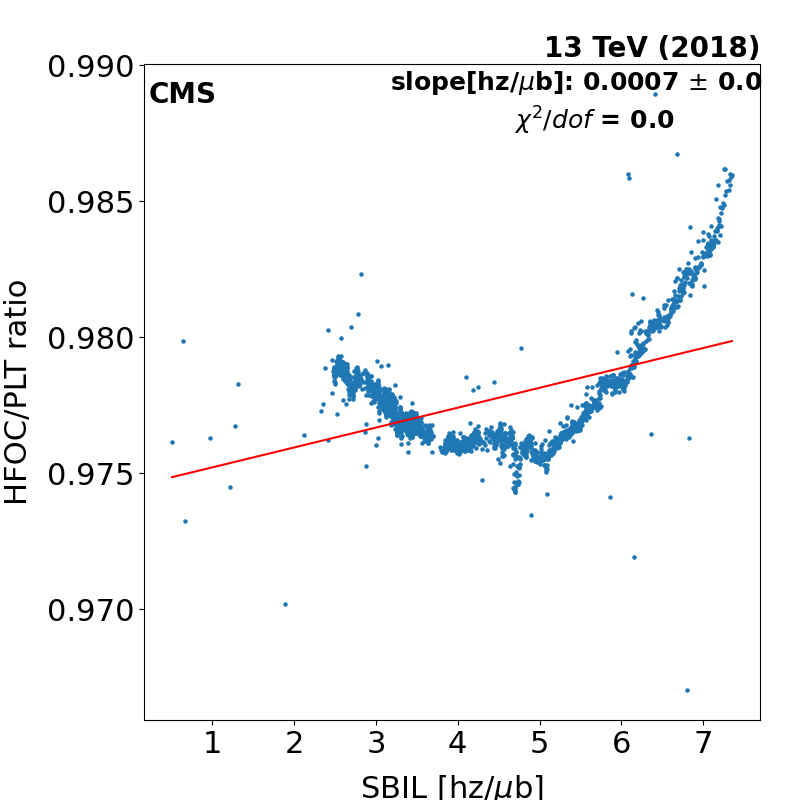 13 TeV (2018)
CMS
slope[hz/μb]: 0.0007 ± 0.0
χ²/dof = 0.0
0.990
0.985
0.980
0.975
0.970
HFOC/PLT ratio
1 2 3 4 5 6 7
SBIL [hz/μb]